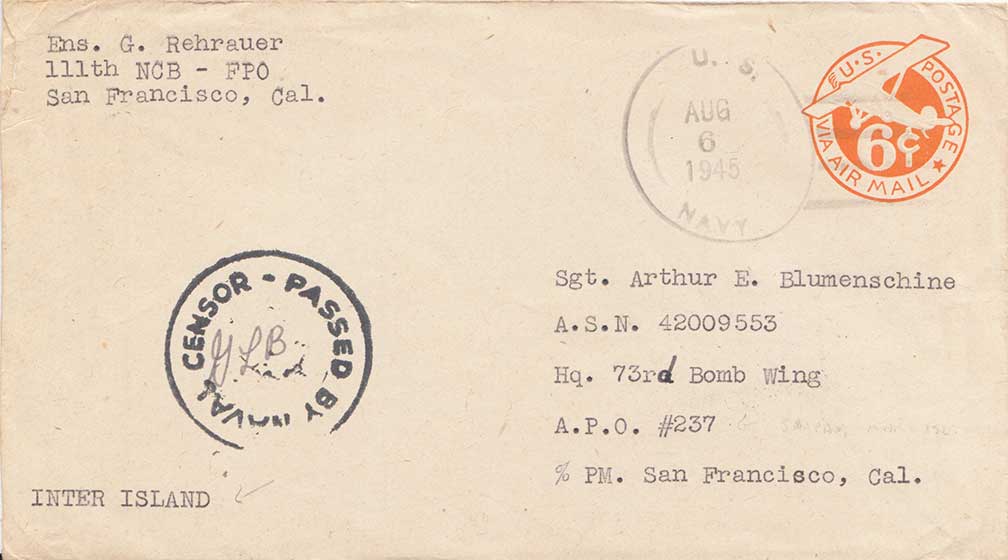 Ens. G. Rehrauer
111th NCB - FPO
San Francisco, Cal.
U. S.
AUG
6
1945
NAVY
U.S. POSTAGE
6¢
VIA AIR MAIL
PASSED BY NAVAL CENSOR -
GLB
Sgt. Arthur E. Blumenschine
A.S.N. 42009553
Hq. 73rd Bomb Wing
A.P.O. #237
% PM. San Francisco, Cal.
INTER ISLAND